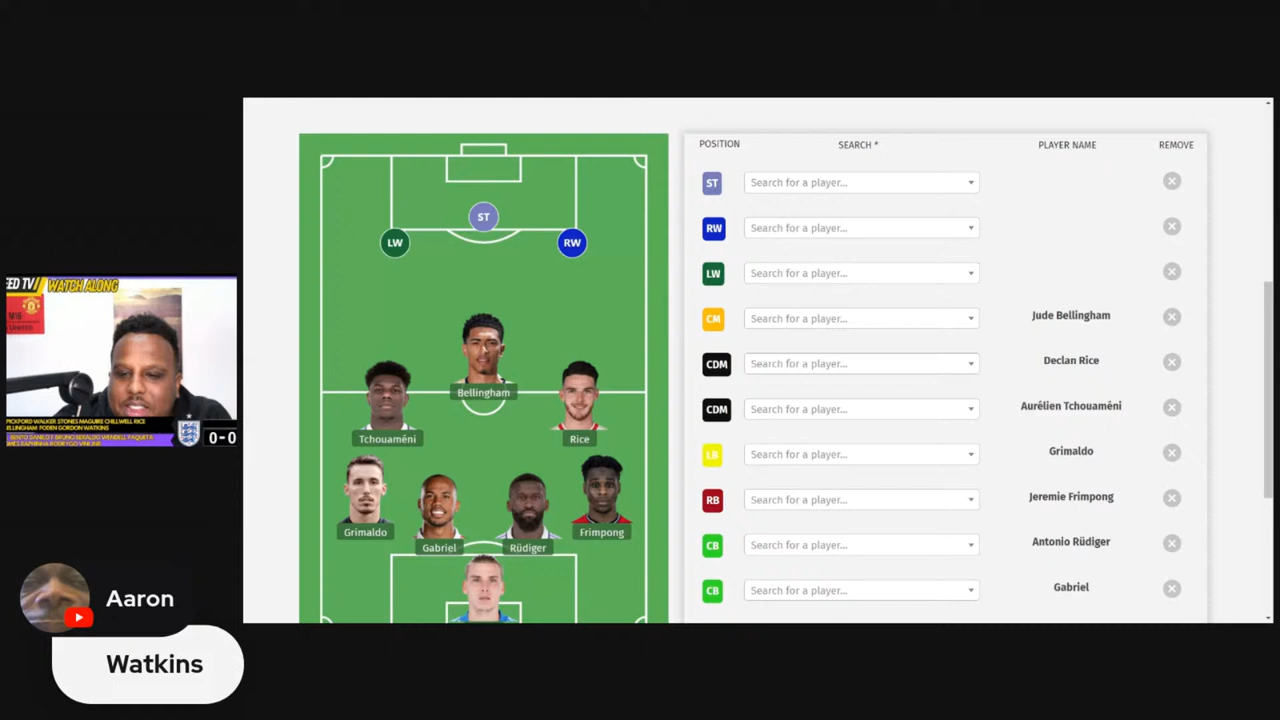 POSITION SEARCH * PLAYER NAME REMOVE
ST Search for a player...
RW Search for a player...
LW Search for a player...
CM Search for a player... Jude Bellingham
CDM Search for a player... Declan Rice
CDM Search for a player... Aurélien Tchouaméni
LB Search for a player... Grimaldo
RB Search for a player... Jeremie Frimpong
CB Search for a player... Antonio Rüdiger
CB Search for a player... Gabriel
ST
LW RW
Bellingham
Tchouaméni Rice
Grimaldo Frimpong
Gabriel Rüdiger
ED TV WATCH ALONG
PICKFORD WALKER STONES MAGUIRE CHILLWELL RICE
ELLINGHAM FODEN GORDON WATKINS
0-0
Aaron
Watkins